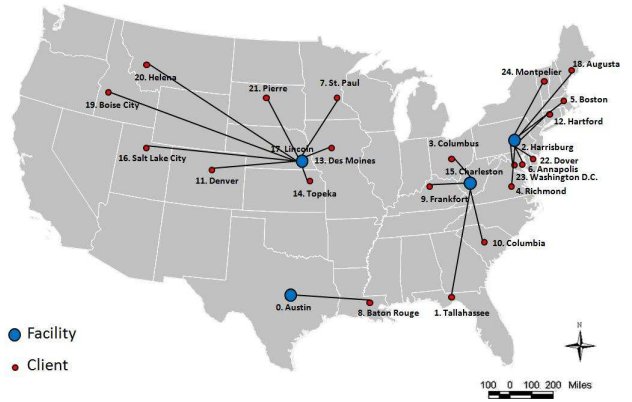 18. Augusta
24. Montpelier
20. Helena
7. St. Paul
21. Pierre
19. Boise City
5. Boston
12. Hartford
3. Columbus
2. Harrisburg
17. Lincoln
16. Salt Lake City
13. Des Moines
22. Dover
6. Annapolis
15. Charleston
23. Washington D.C.
11. Denver
14. Topeka
4. Richmond
9. Frankfort
10. Columbia
0. Austin
8. Baton Rouge
1. Tallahassee
Facility
Client
N
100 0 100 200 Miles